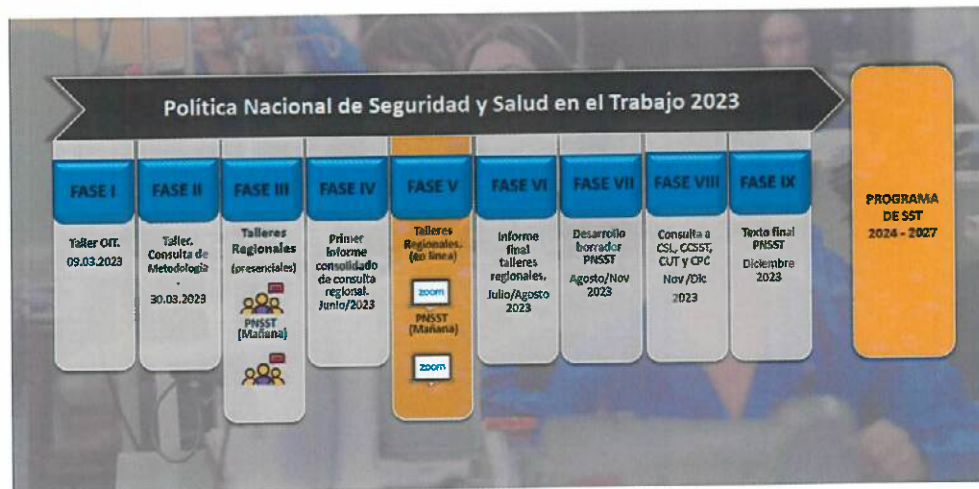 Política Nacional de Seguridad y Salud en el Trabajo 2023
FASE I
Taller OIT.
09.03.2023
FASE II
Taller.
Consulta de
Metodología
-
30.03.2023
FASE III
Talleres
Regionales
(presenciales)
PNSST
(Mañana)
FASE IV
Primer
Informe
consolidado
de consulta
regional.
Junio/2023
FASE V
Talleres
Regionales.
(en línea)
zoom
PNSST
(Mañana)
zoom
FASE VI
Informe
final
talleres
regionales.
Julio/Agosto
2023
FASE VII
Desarrollo
borrador
PNSST
Agosto/Nov
2023
FASE VIII
Consulta a
CSL, CCSST,
CUT y CPC
Nov/Dic
2023
FASE IX
Texto final
PNSST
Diciembre
2023
PROGRAMA
DE SST
2024 - 2027